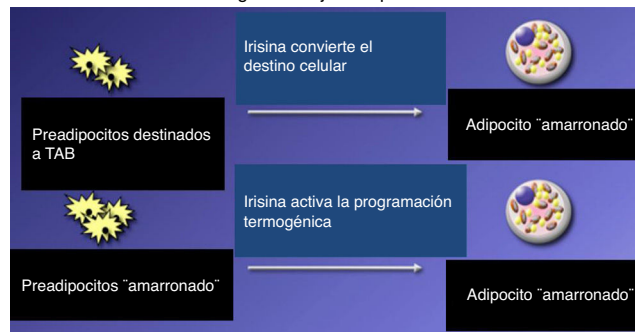 Irisina convierte el
destino celular
Preadipocitos destinados
a TAB
Adipocito ¨amarronado¨
Irisina activa la programación
termogénica
Preadipocitos ¨amarronado¨
Adipocito ¨amarronado¨